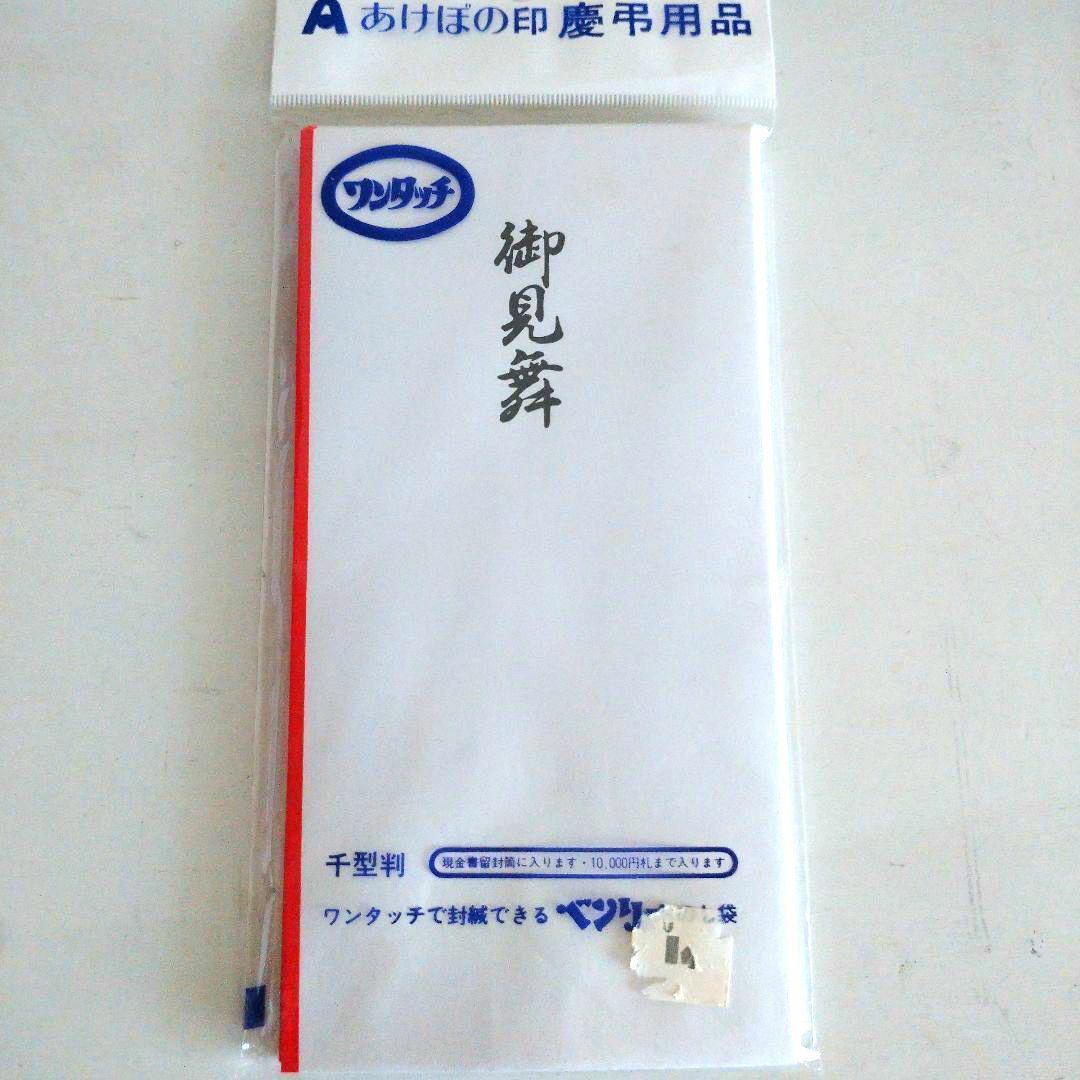 A あけぼの印 慶弔用品
ワンタッチ
御見舞
千型判
現金書留封筒に入ります・10,000円札まで入ります
ワンタッチで封緘できる ベンリ し袋